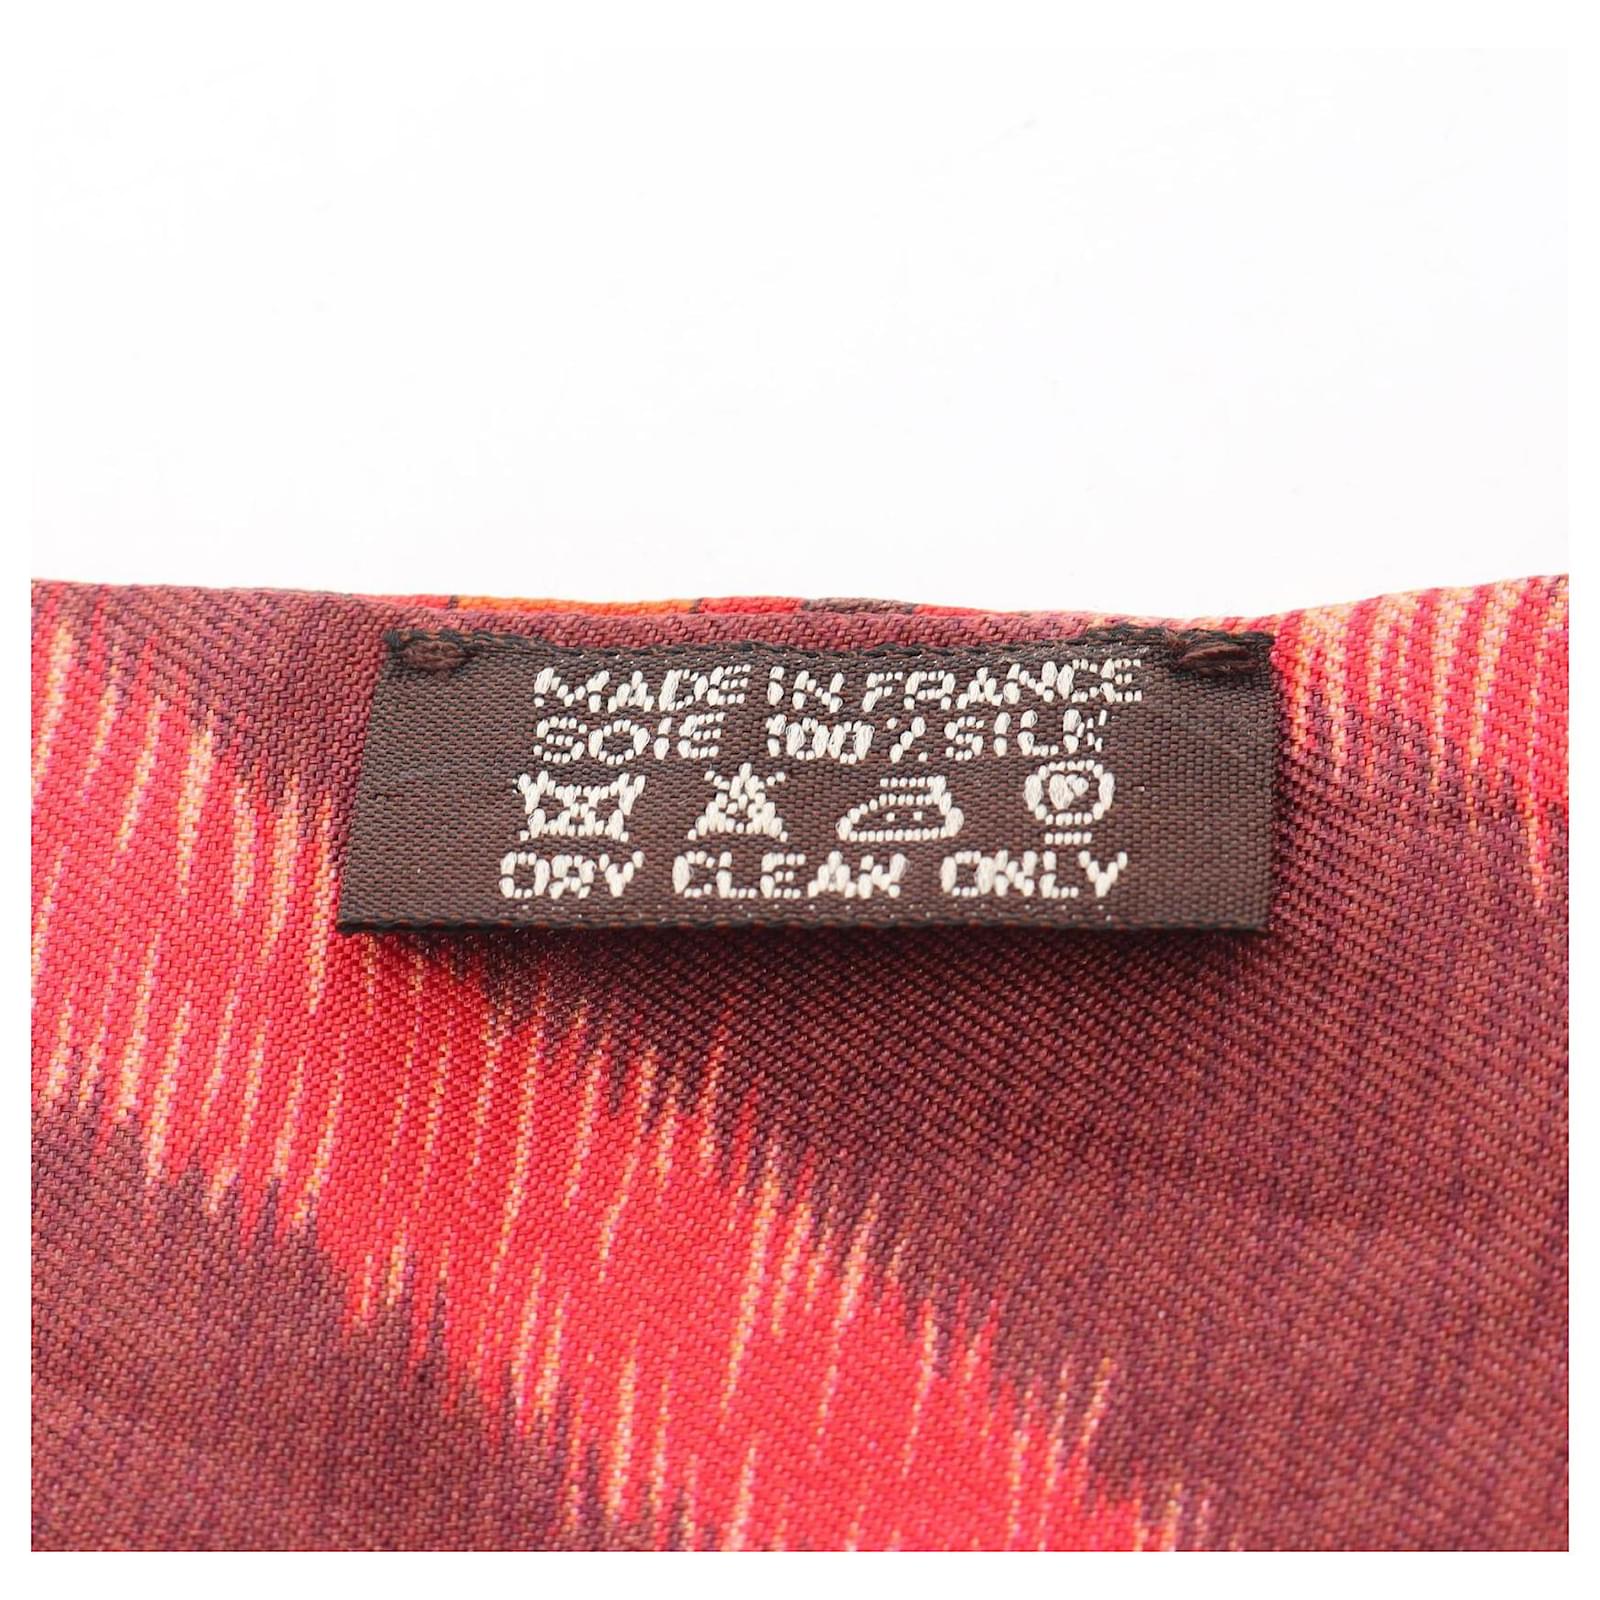 MADE IN FRANCE
SOIE 100% SILK
P
DRY CLEAN ONLY